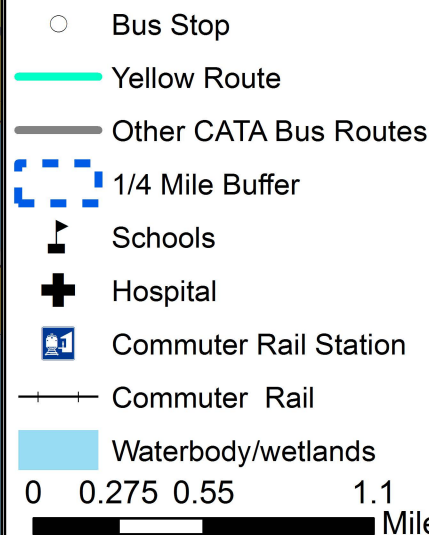 Bus Stop
Yellow Route
Other CATA Bus Routes
1/4 Mile Buffer
Schools
Hospital
Commuter Rail Station
Commuter Rail
Waterbody/wetlands
0 0.275 0.55 1.1
Mile